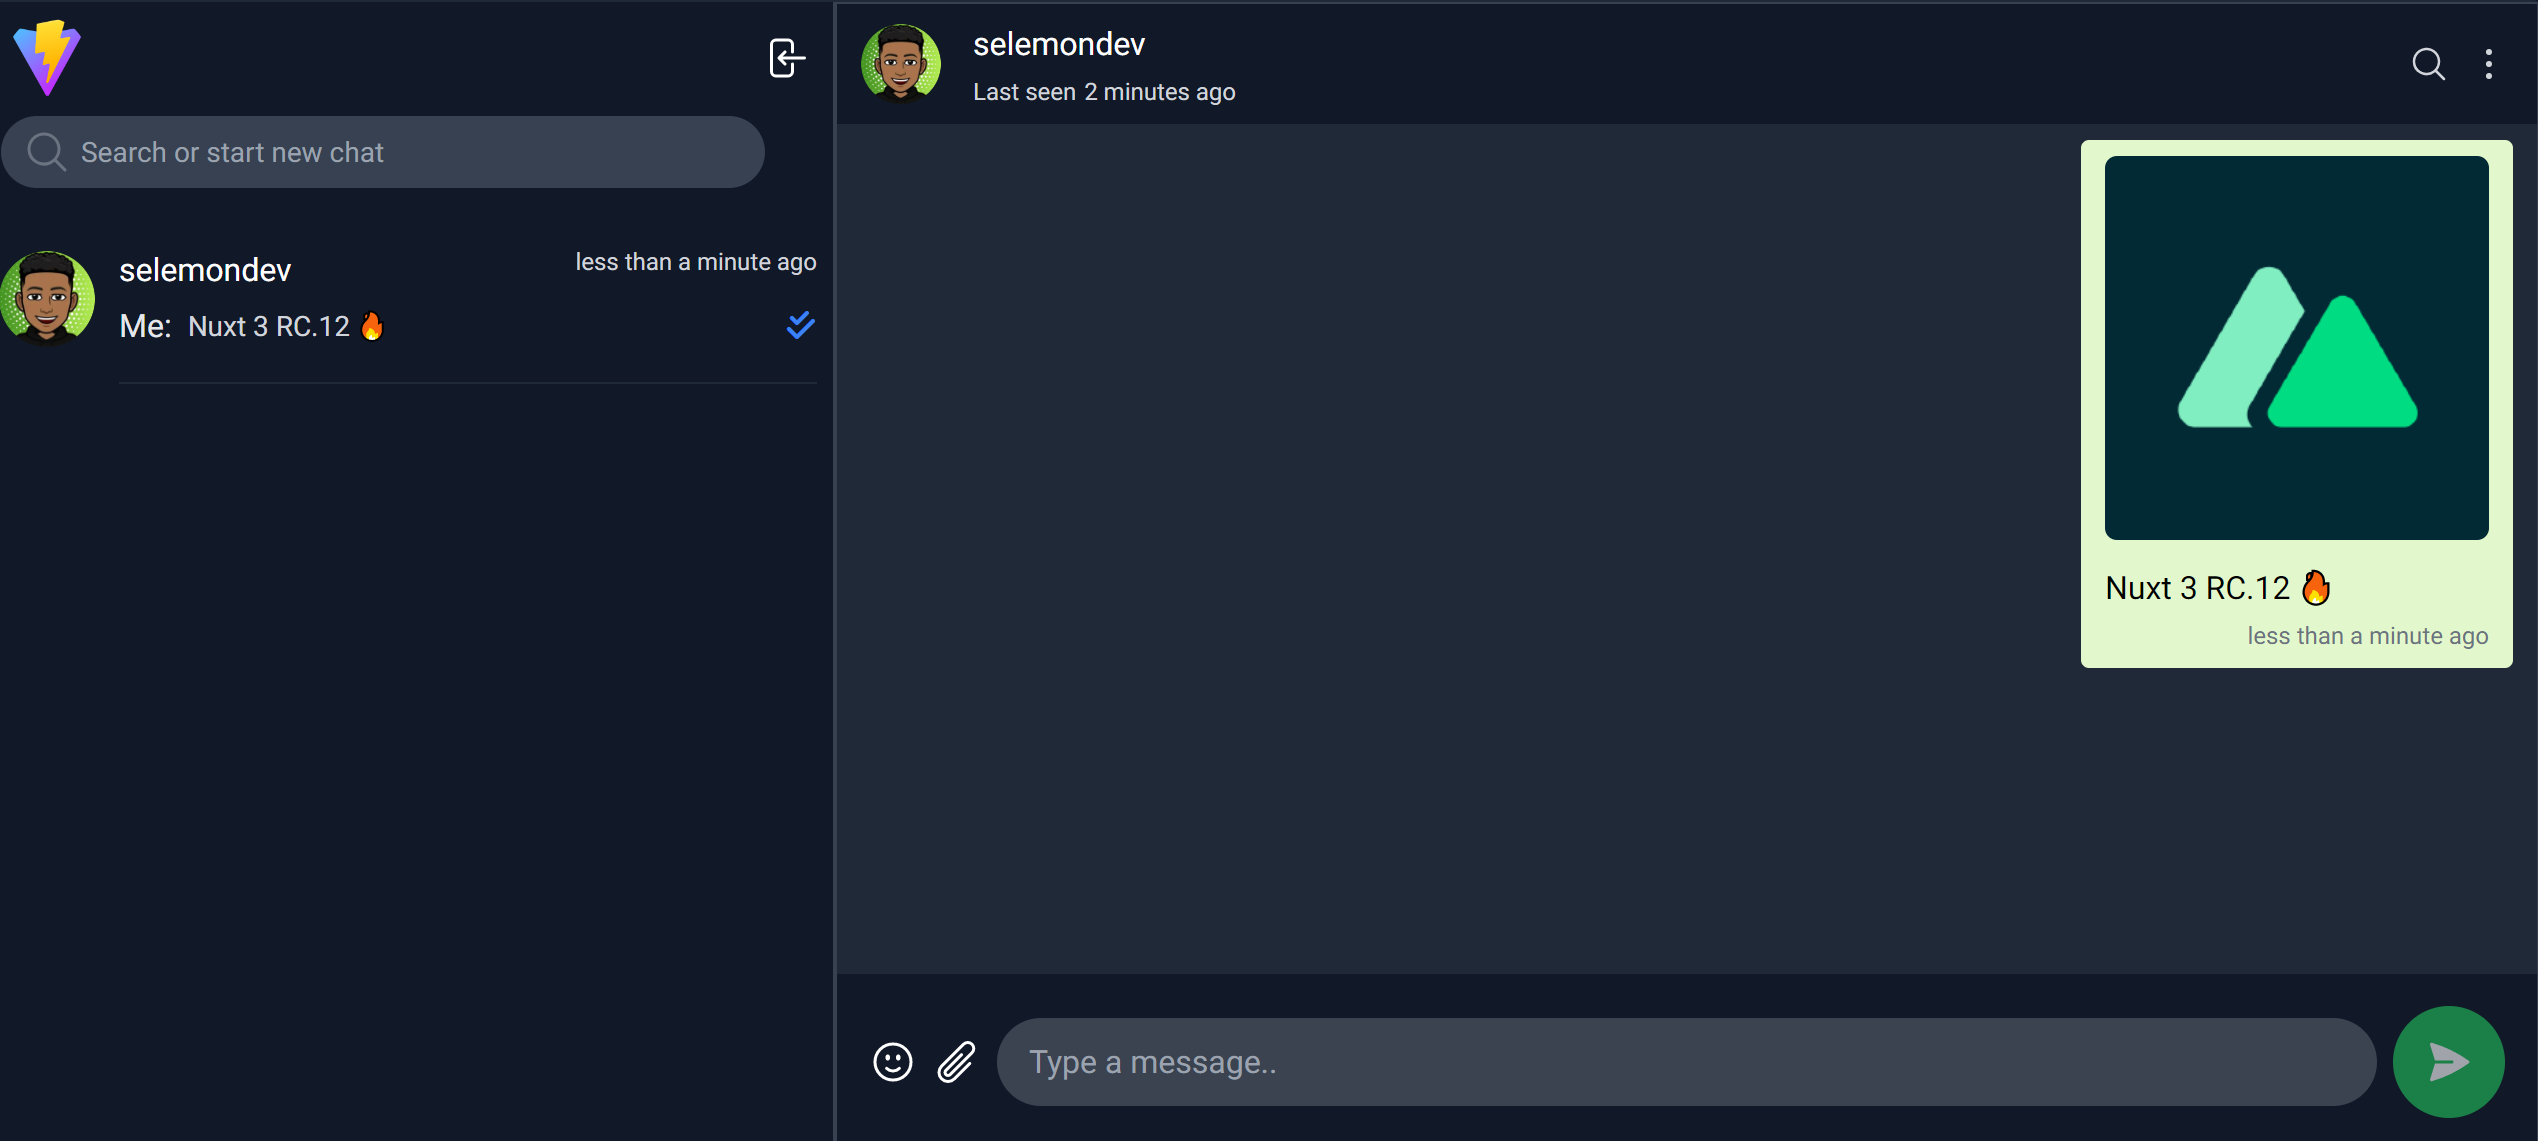 Search or start new chat
selemondev
less than a minute ago
Me: Nuxt 3 RC.12 🔥
selemondev
Last seen 2 minutes ago
Nuxt 3 RC.12 🔥
less than a minute ago
Type a message..